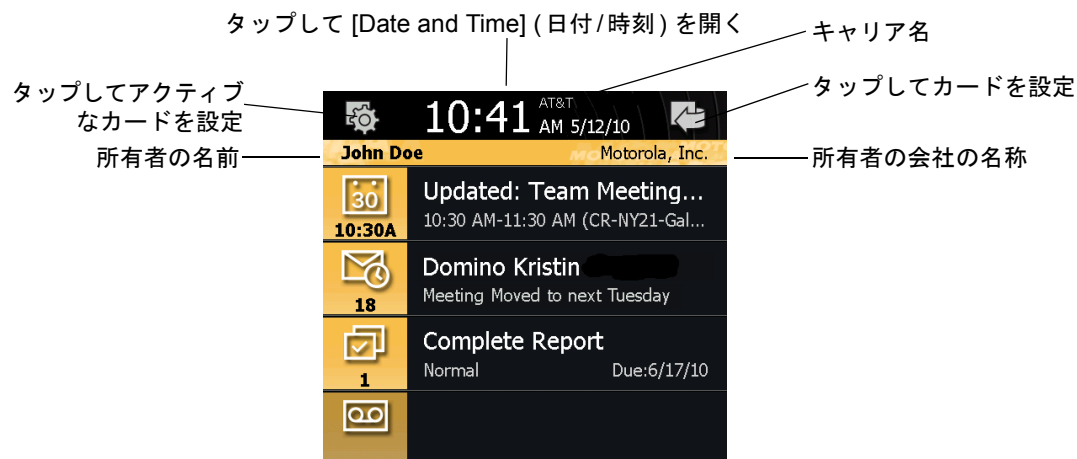 タップして [Date and Time] (日付/時刻) を開く
キャリア名
タップしてカードを設定
タップしてアクティブ
なカードを設定
所有者の名前
所有者の会社の名称
10:41
AT&T
AM 5/12/10
John Doe
Motorola, Inc.
30
10:30A
Updated: Team Meeting...
10:30 AM-11:30 AM (CR-NY21-Gal...
18
Domino Kristin
Meeting Moved to next Tuesday
1
Complete Report
Normal Due:6/17/10